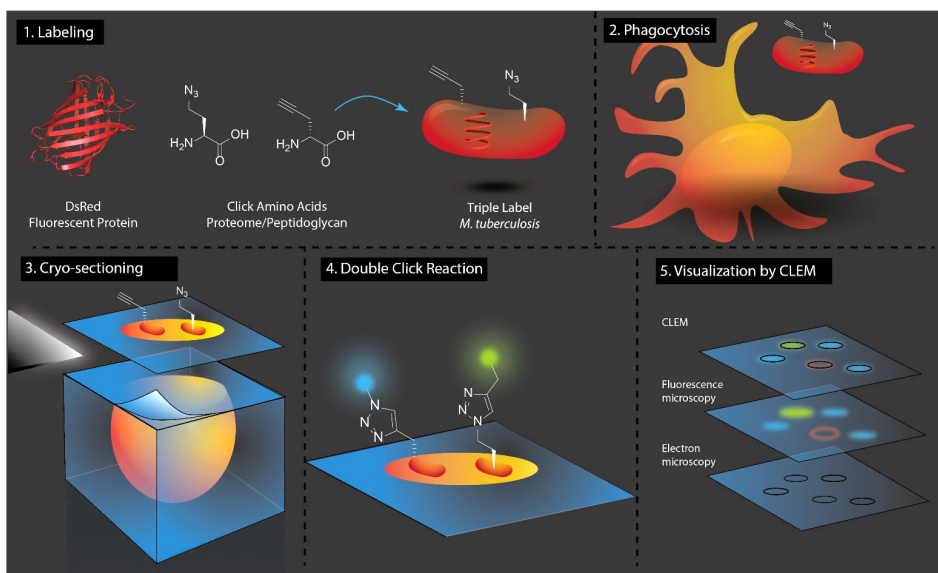 1. Labeling
N₃
H₂N
OH
O
H₂N
OH
O
N₃
DsRed
Fluorescent Protein
Click Amino Acids
Proteome/Peptidoglycan
Triple Label
M. tuberculosis
2. Phagocytosis
N₃
3. Cryo-sectioning
N₃
4. Double Click Reaction
N
N
N
N
N
N
5. Visualization by CLEM
CLEM
Fluorescence
microscopy
Electron
microscopy